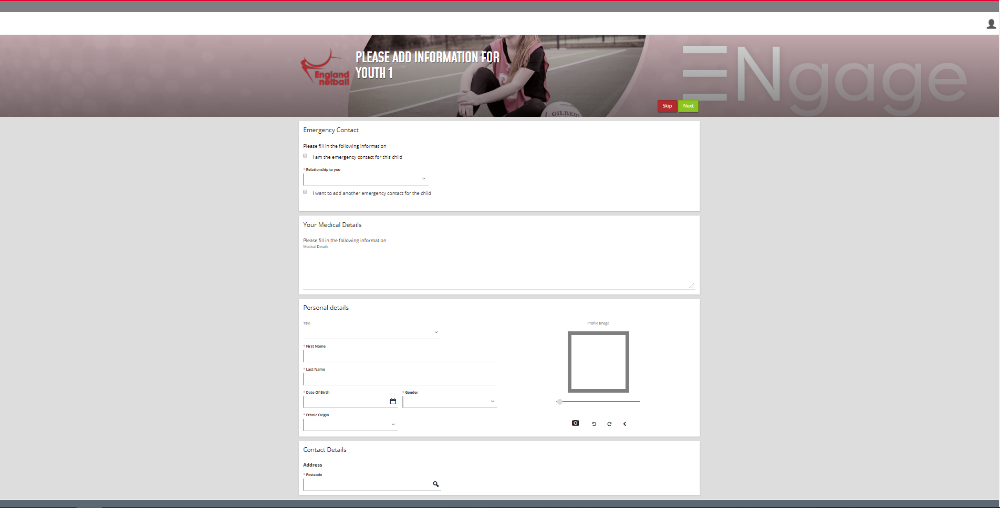 England
netball
PLEASE ADD INFORMATION FOR
YOUTH 1
ENgage
GILBER
Skip
Next
Emergency Contact
Please fill in the following information
I am the emergency contact for this child
* Relationship to you
I want to add another emergency contact for the child
Your Medical Details
Please fill in the following information
Medical Details
Personal details
Title
Profile Image
* First Name
* Last Name
* Date Of Birth
* Gender
* Ethnic Origin
Contact Details
Address
* Postcode